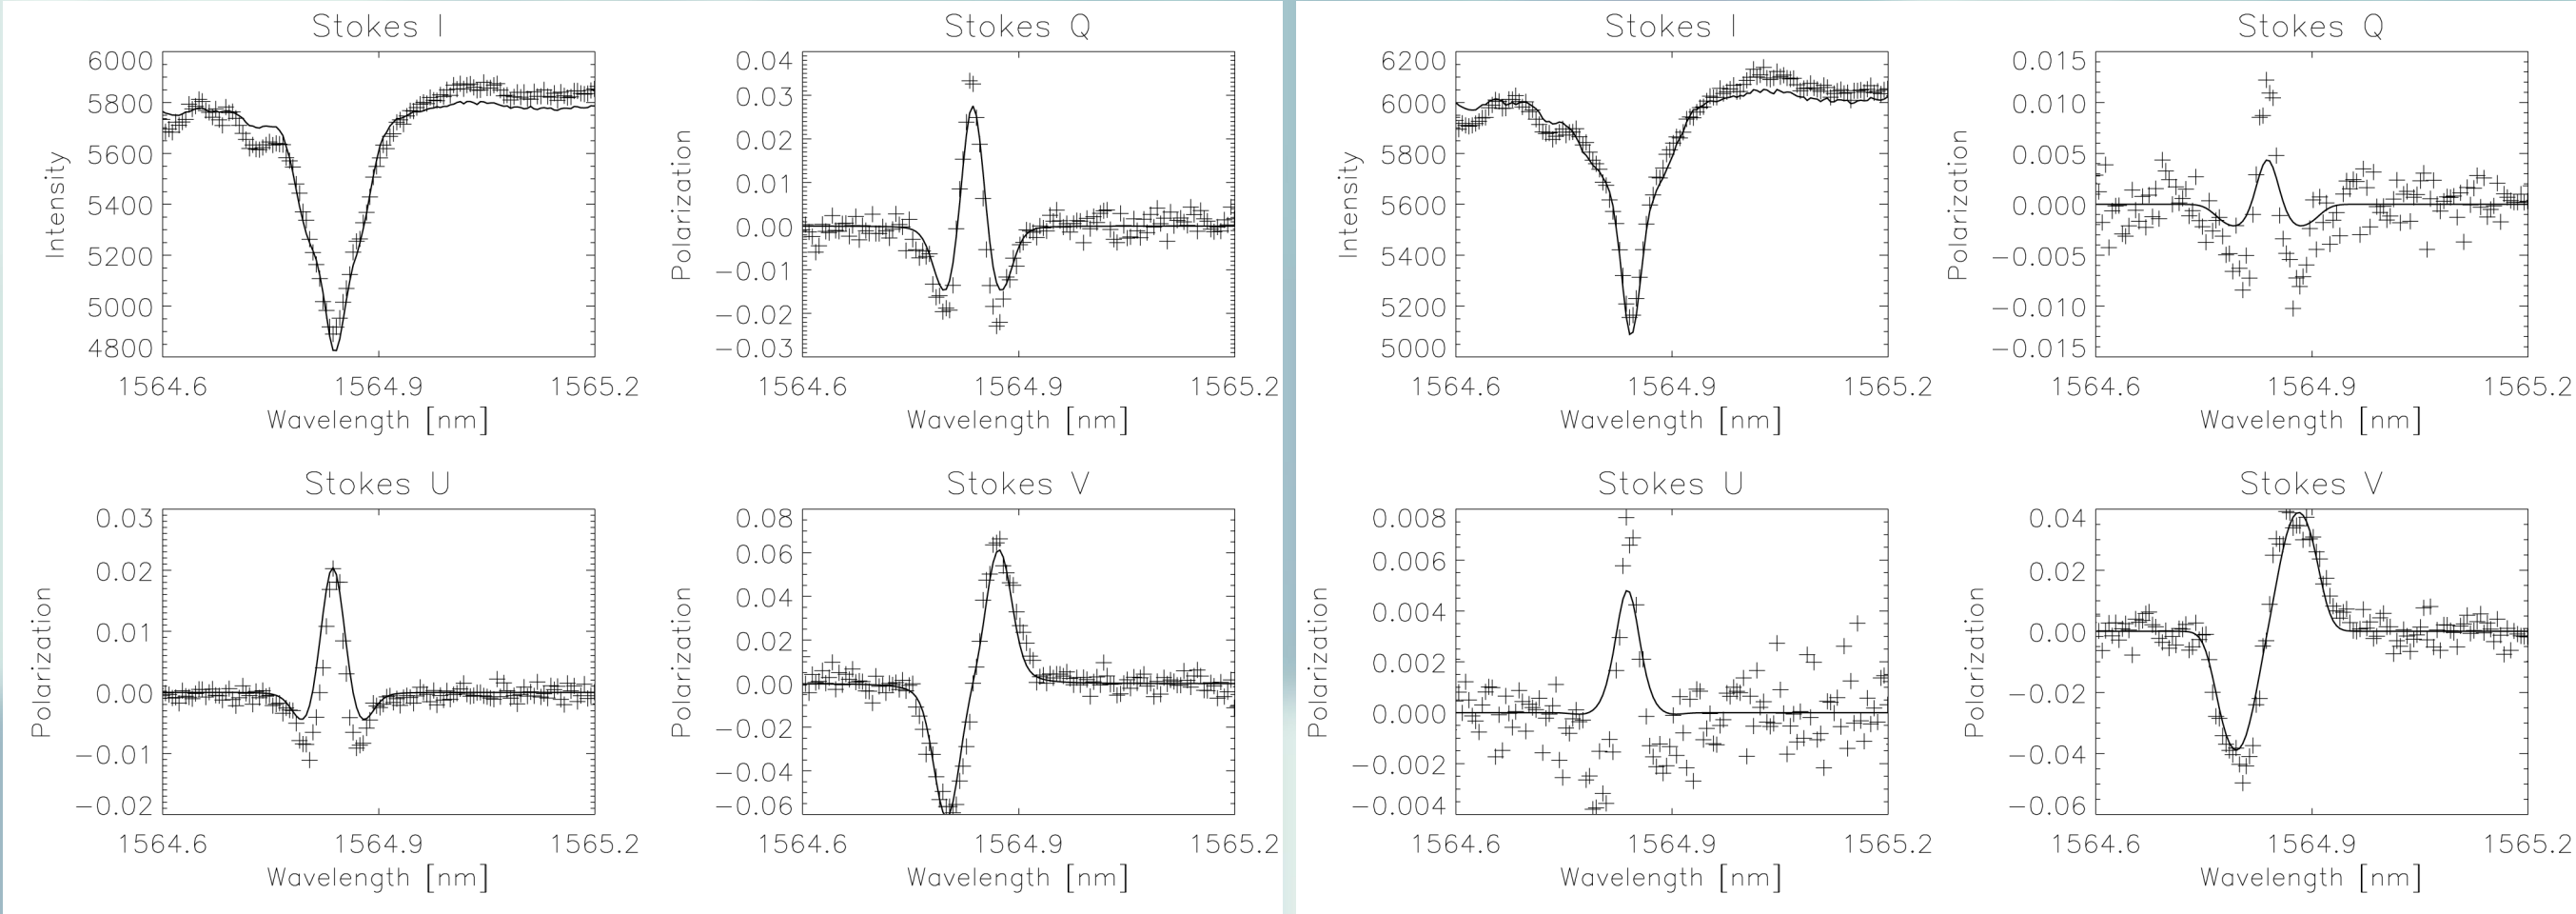 Stokes I
6000
5800
5600
5400
5200
5000
4800
Intensity
1564.6 1564.9 1565.2
Wavelength [nm]
Stokes Q
0.04
0.03
0.02
0.01
0.00
−0.01
−0.02
−0.03
Polarization
1564.6 1564.9 1565.2
Wavelength [nm]
Stokes U
0.03
0.02
0.01
0.00
−0.01
−0.02
Polarization
1564.6 1564.9 1565.2
Wavelength [nm]
Stokes V
0.08
0.06
0.04
0.02
0.00
−0.02
−0.04
−0.06
Polarization
1564.6 1564.9 1565.2
Wavelength [nm]
Stokes I
6200
6000
5800
5600
5400
5200
5000
Intensity
1564.6 1564.9 1565.2
Wavelength [nm]
Stokes Q
0.015
0.010
0.005
0.000
−0.005
−0.010
−0.015
Polarization
1564.6 1564.9 1565.2
Wavelength [nm]
Stokes U
0.008
0.006
0.004
0.002
0.000
−0.002
−0.004
Polarization
1564.6 1564.9 1565.2
Wavelength [nm]
Stokes V
0.04
0.02
0.00
−0.02
−0.04
−0.06
Polarization
1564.6 1564.9 1565.2
Wavelength [nm]